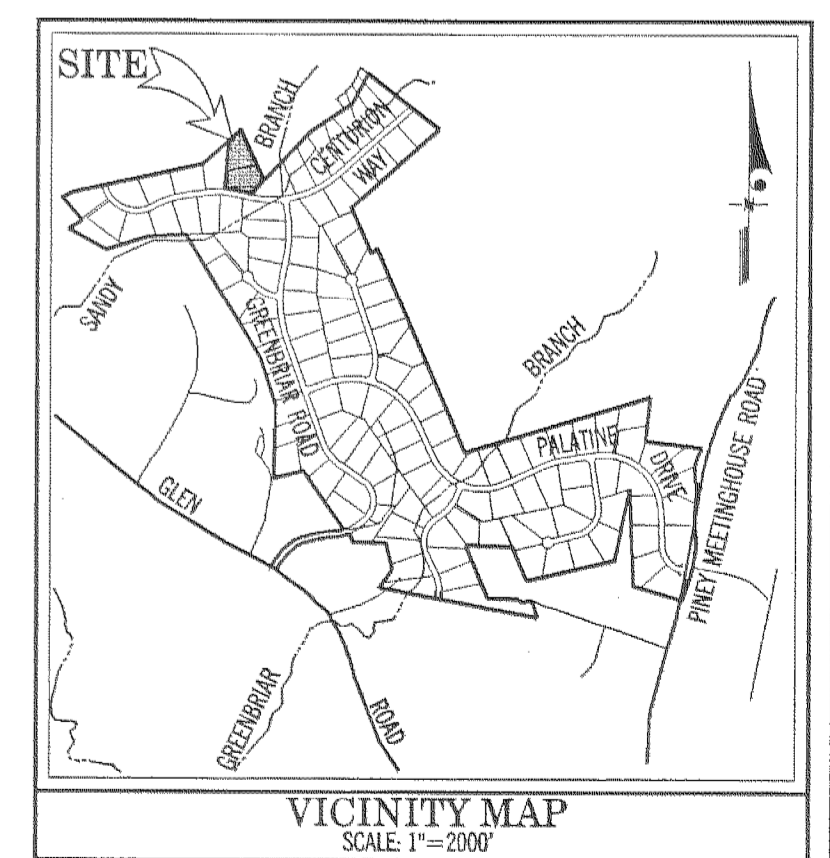 SITE
BRANCH
CENTURION
WAY
SANDY
GREENBRIAR ROAD
BRANCH
PALATINE
DRIVE
PINEY MEETINGHOUSE ROAD
GLEN
GREENBRIAR
ROAD
VICINITY MAP
SCALE: 1"=2000'